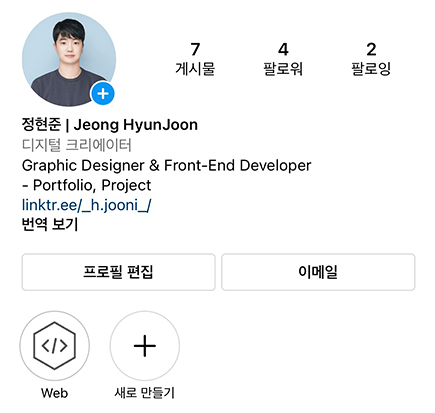 7 4 2
게시물 팔로워 팔로잉
정현준 | Jeong HyunJoon
디지털 크리에이터
Graphic Designer & Front-End Developer
- Portfolio, Project
linktr.ee/_h.jooni_/
번역 보기
프로필 편집 이메일
</>
Web 새로 만들기